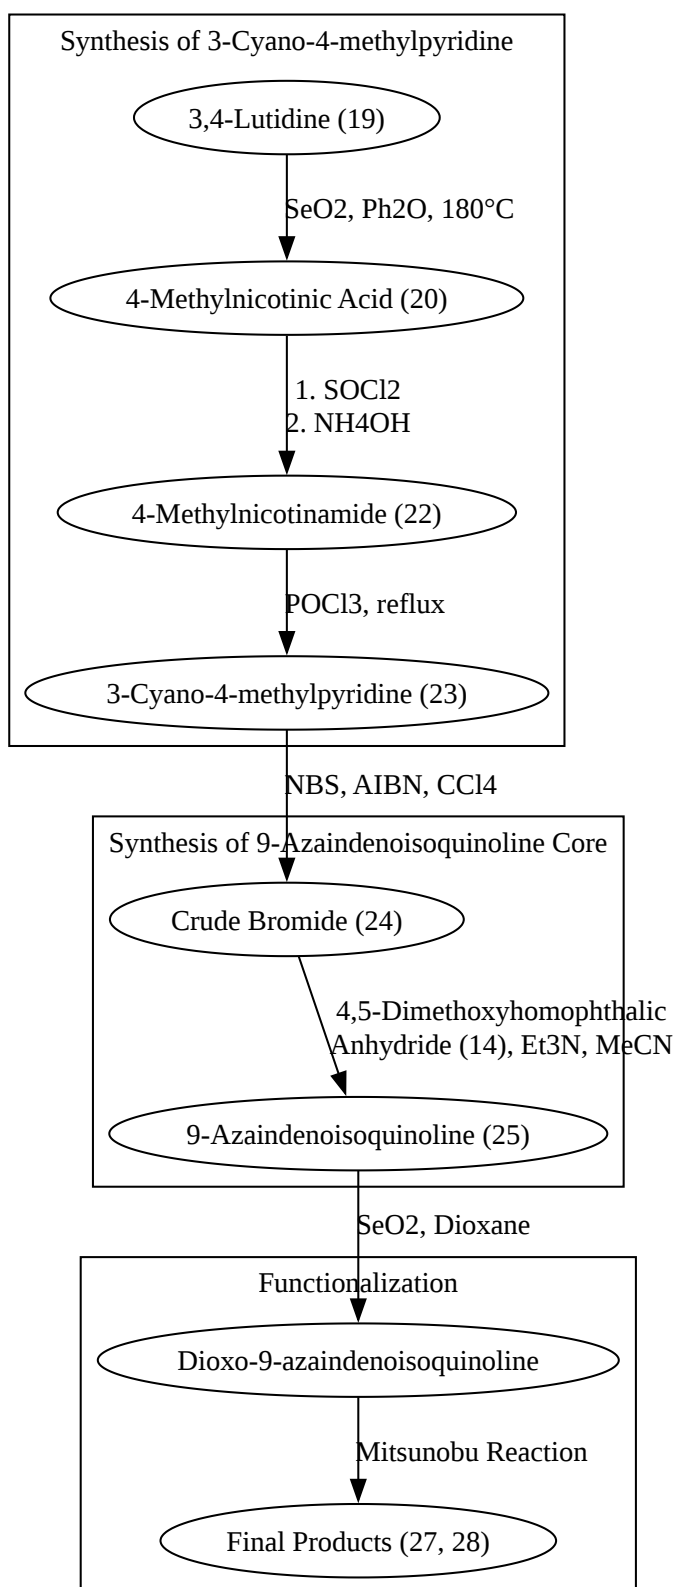 Synthesis of 3-Cyano-4-methylpyridine
3,4-Lutidine (19)
SeO2, Ph2O, 180°C
4-Methylnicotinic Acid (20)
1. SOCl2
2. NH4OH
4-Methylnicotinamide (22)
POCl3, reflux
3-Cyano-4-methylpyridine (23)
NBS, AIBN, CCl4
Synthesis of 9-Azaindenoisoquinoline Core
Crude Bromide (24)
4,5-Dimethoxyhomophthalic
Anhydride (14), Et3N, MeCN
9-Azaindenoisoquinoline (25)
SeO2, Dioxane
Functionalization
Dioxo-9-azaindenoisoquinoline
Mitsunobu Reaction
Final Products (27, 28)